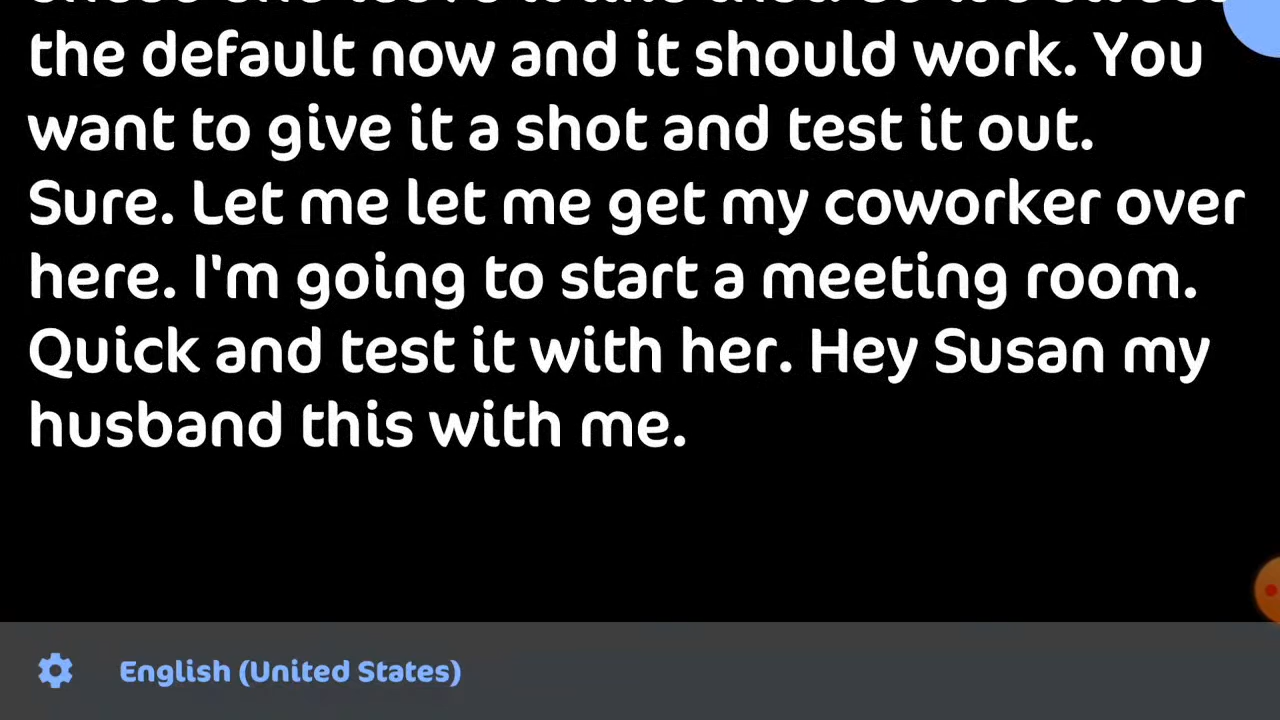 the default now and it should work. You
want to give it a shot and test it out.
Sure. Let me let me get my coworker over
here. I'm going to start a meeting room.
Quick and test it with her. Hey Susan my
husband this with me.
English (United States)